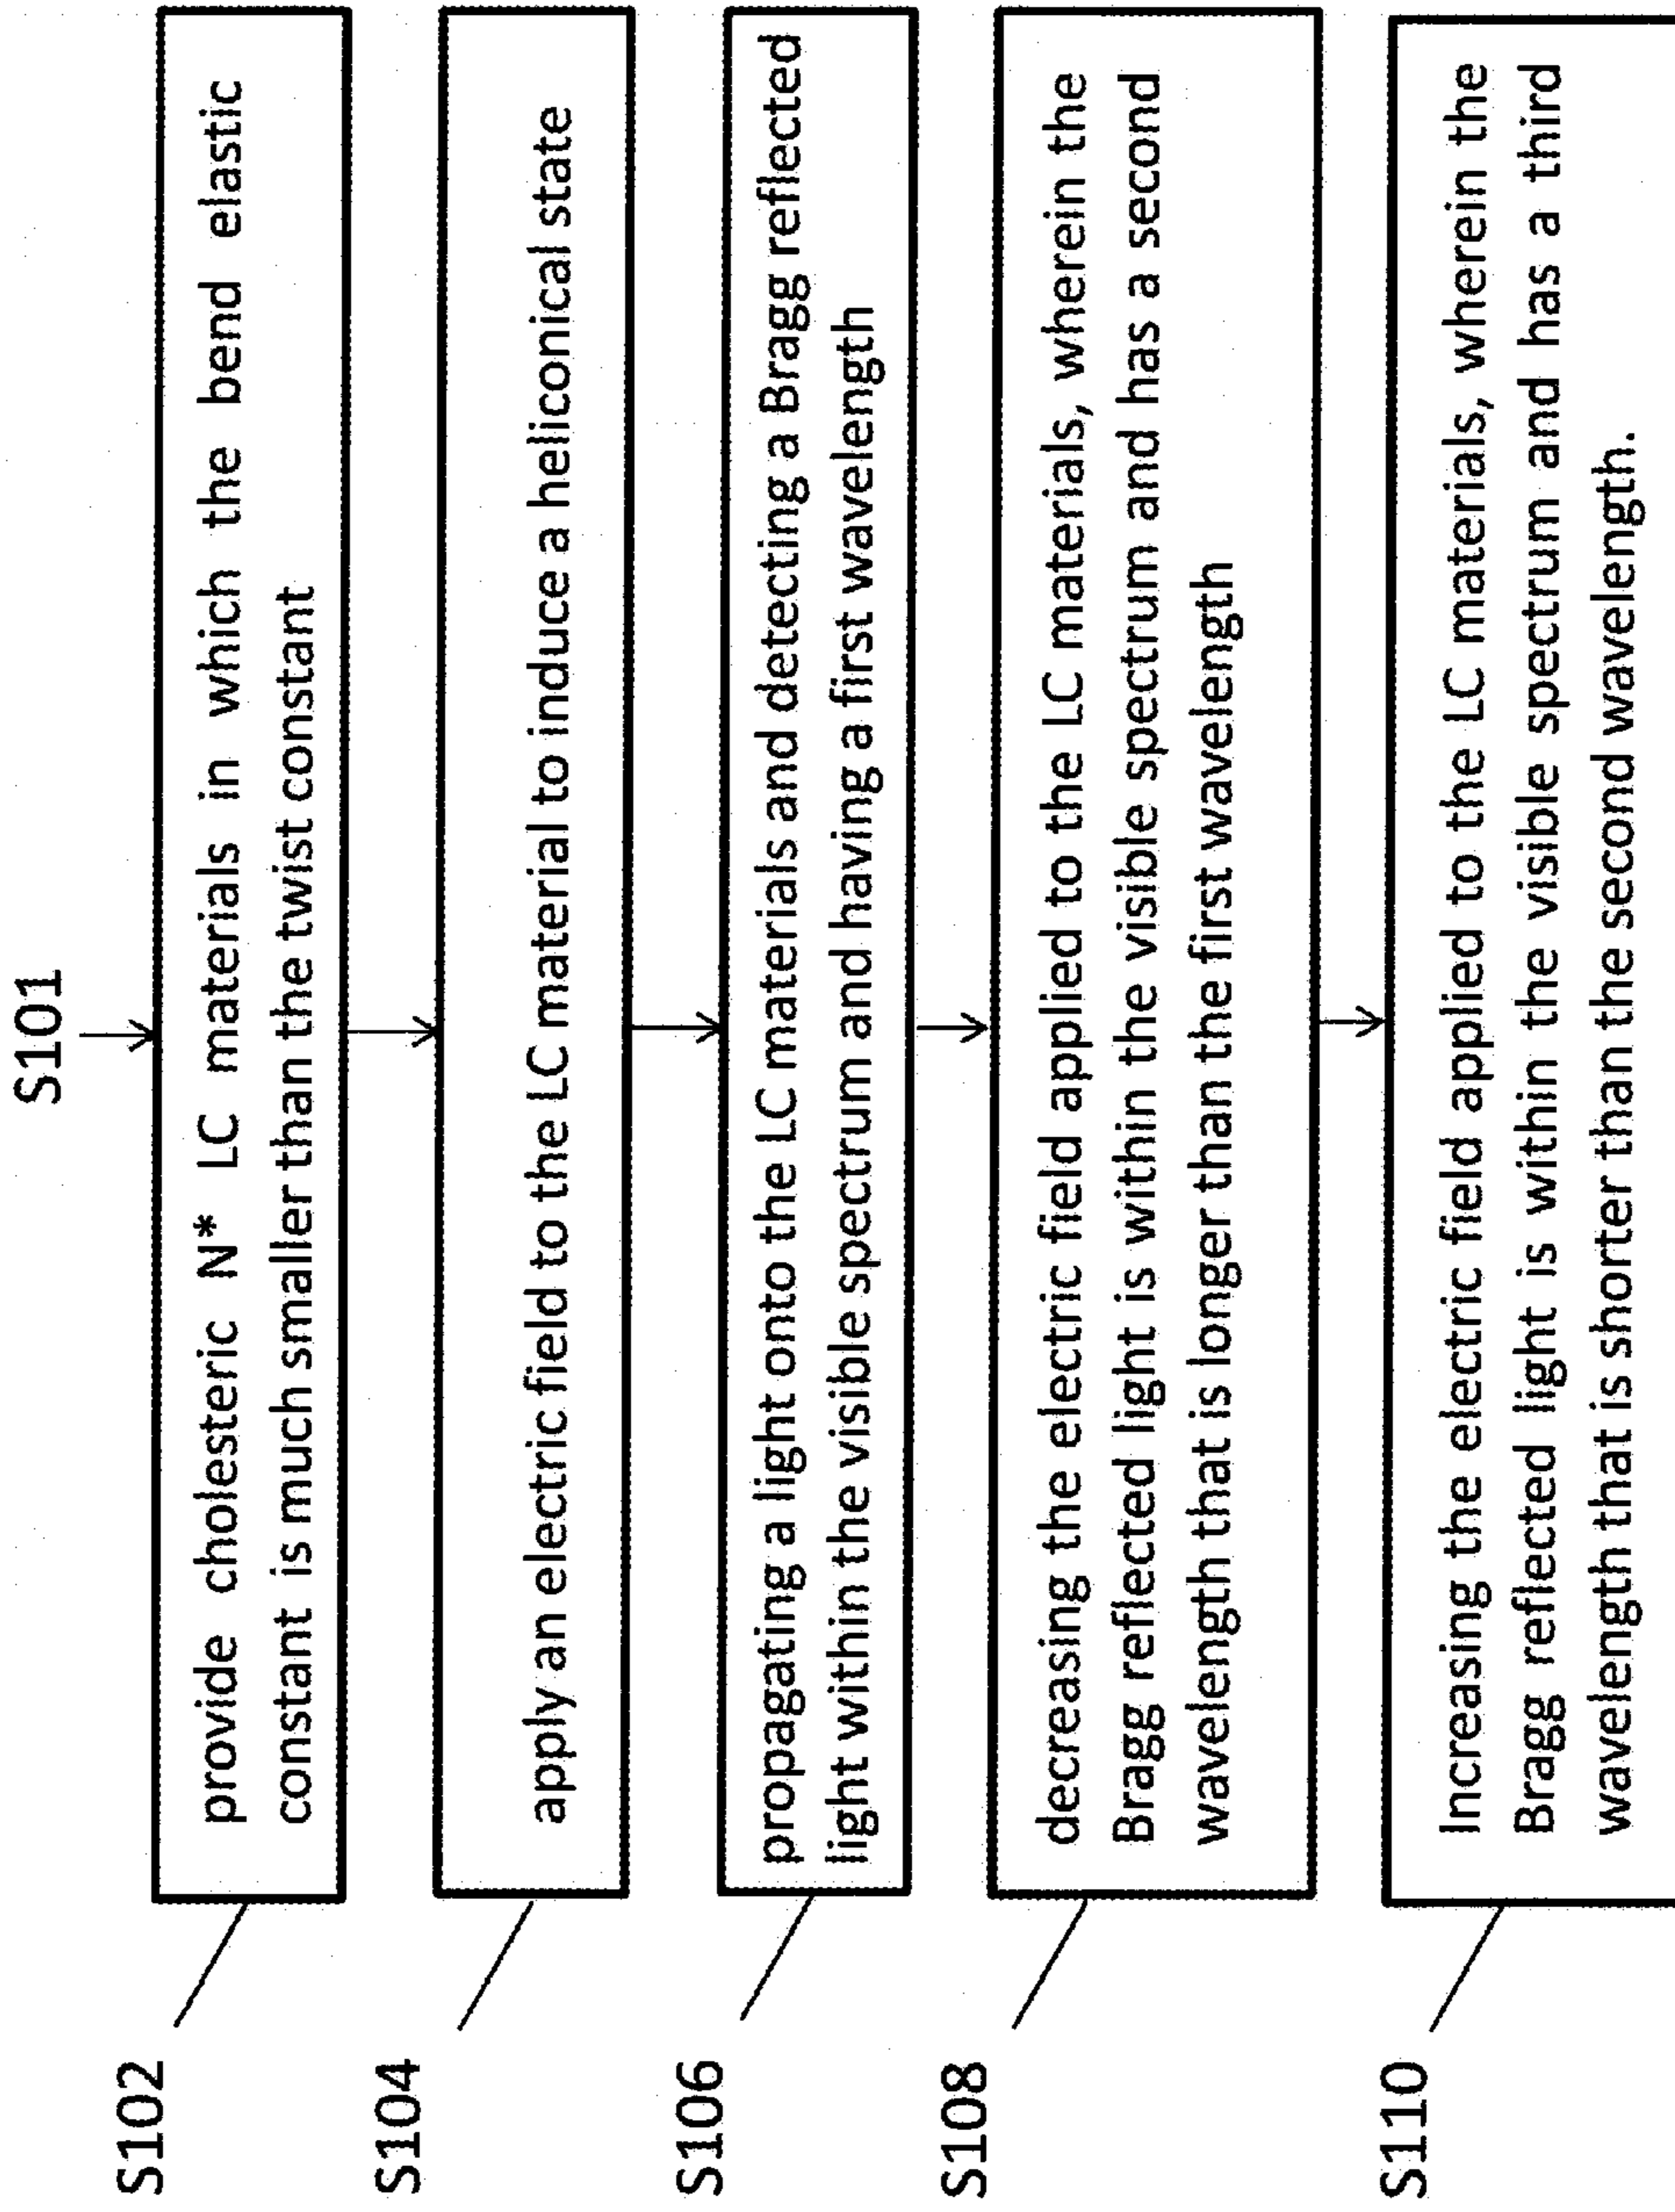 S101
S102
provide cholesteric N* LC materials in which the bend elastic
constant is much smaller than the twist constant
S104
apply an electric field to the LC material to induce a heliconical state
S106
propagating a light onto the LC materials and detecting a Bragg reflected
light within the visible spectrum and having a first wavelength
S108
decreasing the electric field applied to the LC materials, wherein the
Bragg reflected light is within the visible spectrum and has a second
wavelength that is longer than the first wavelength
S110
Increasing the electric field applied to the LC materials, wherein the
Bragg reflected light is within the visible spectrum and has a third
wavelength that is shorter than the second wavelength.